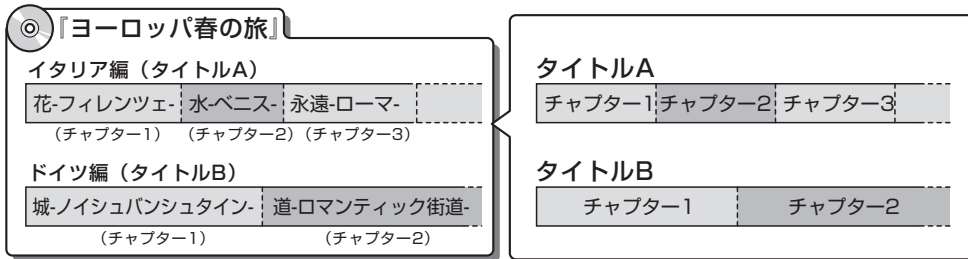 『ヨーロッパ春の旅』
イタリア編（タイトルA）
花-フィレンツェ- 水-ベニス- 永遠-ローマ-
（チャプター1） （チャプター2）（チャプター3）
ドイツ編（タイトルB）
城-ノイシュバンシュタイン- 道-ロマンティック街道-
（チャプター1） （チャプター2）
タイトルA
チャプター1 チャプター2 チャプター3
タイトルB
チャプター1 チャプター2